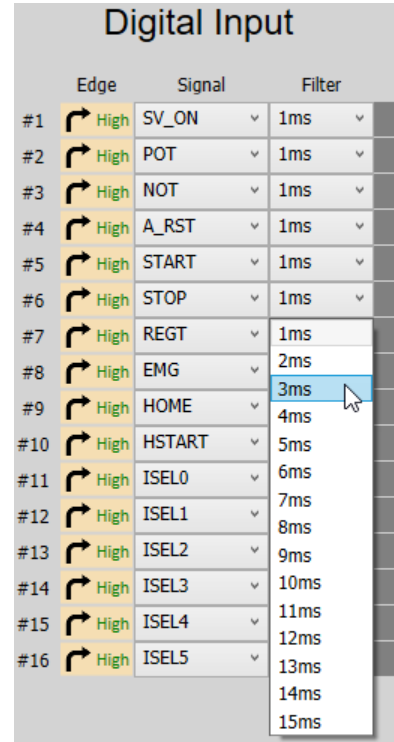 Digital Input
Edge Signal Filter
#1 High SV_ON 1ms
#2 High POT 1ms
#3 High NOT 1ms
#4 High A_RST 1ms
#5 High START 1ms
#6 High STOP 1ms
#7 High REGT 1ms
2ms
#8 High EMG
3ms
#9 High HOME
4ms
#10 High HSTART 5ms
6ms
#11 High ISEL0
7ms
#12 High ISEL1
8ms
#13 High ISEL2 9ms
10ms
#14 High ISEL3
11ms
#15 High ISEL4
12ms
#16 High ISEL5 13ms
14ms
15ms